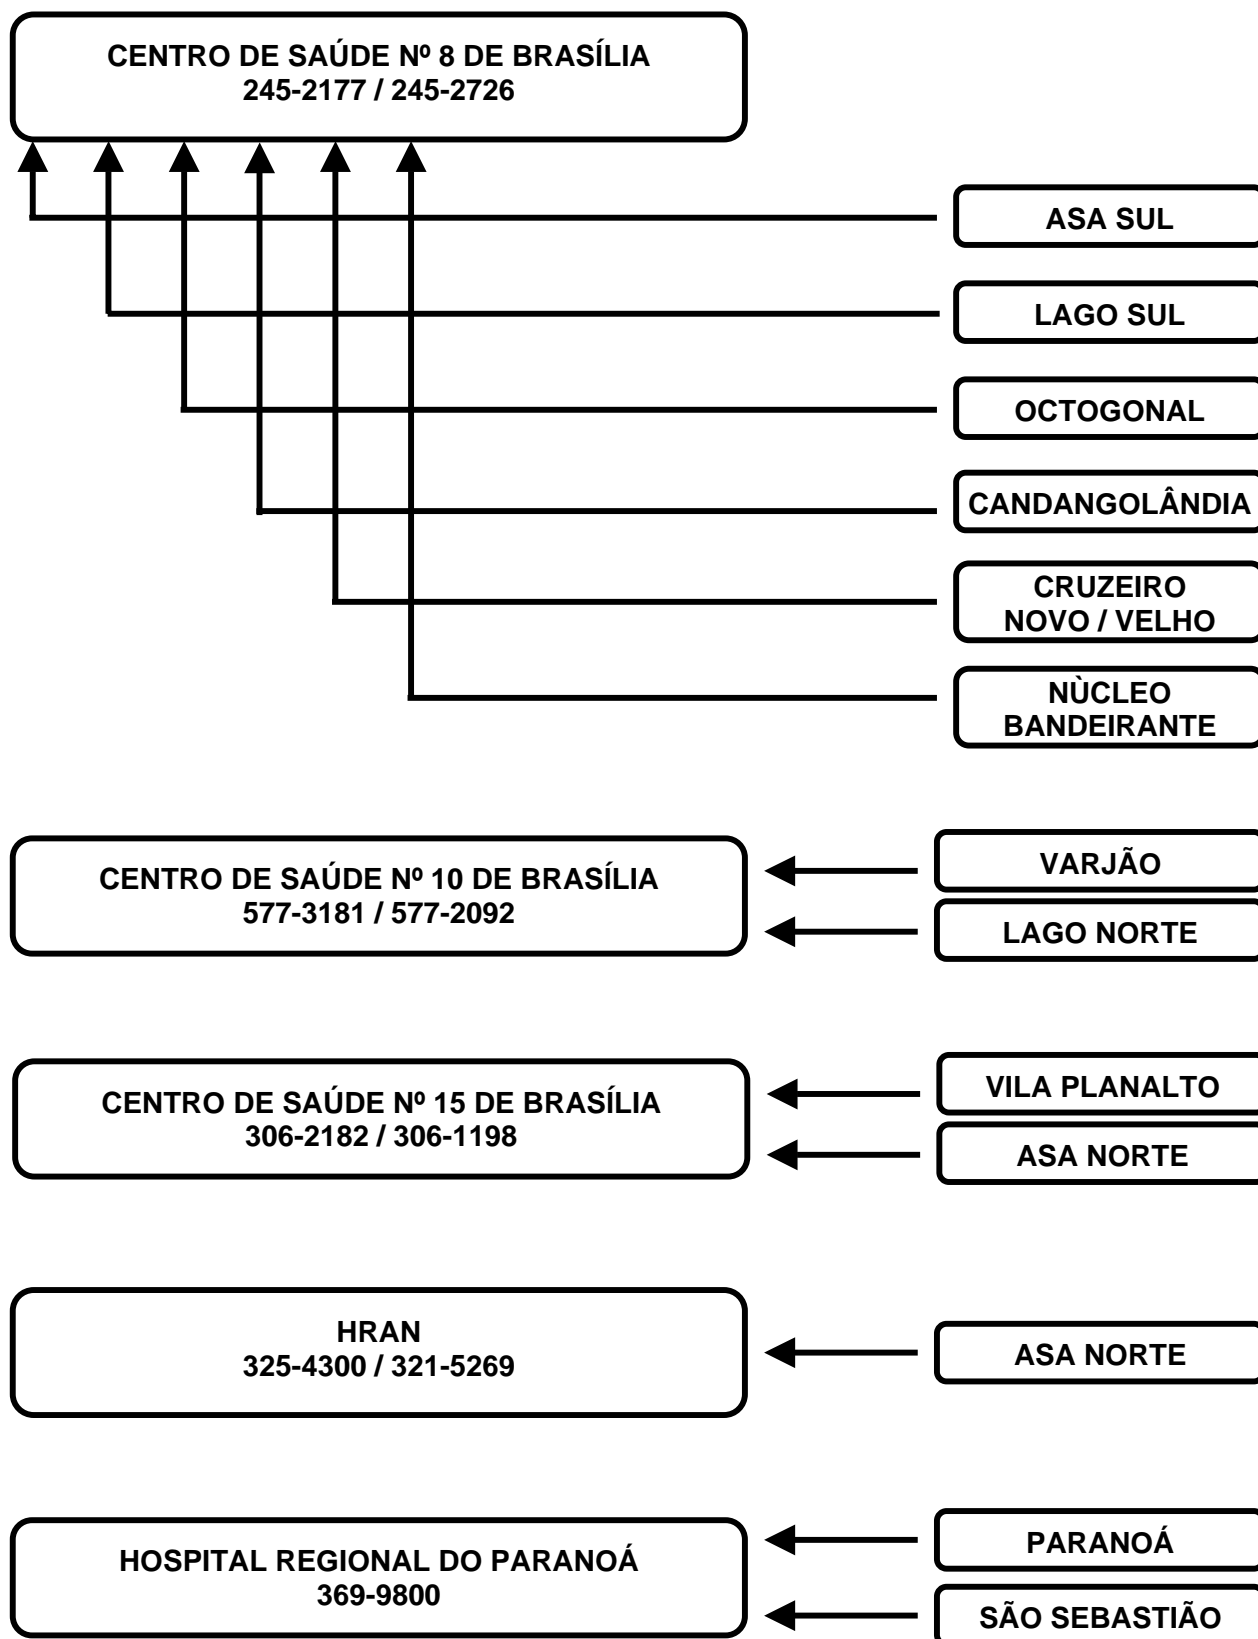 CENTRO DE SAÚDE Nº 8 DE BRASÍLIA
245-2177 / 245-2726
ASA SUL
LAGO SUL
OCTOGONAL
CANDANGOLÂNDIA
CRUZEIRO
NOVO / VELHO
NÙCLEO
BANDEIRANTE
CENTRO DE SAÚDE Nº 10 DE BRASÍLIA
577-3181 / 577-2092
VARJÃO
LAGO NORTE
CENTRO DE SAÚDE Nº 15 DE BRASÍLIA
306-2182 / 306-1198
VILA PLANALTO
ASA NORTE
HRAN
325-4300 / 321-5269
ASA NORTE
HOSPITAL REGIONAL DO PARANOÁ
369-9800
PARANOÁ
SÃO SEBASTIÃO